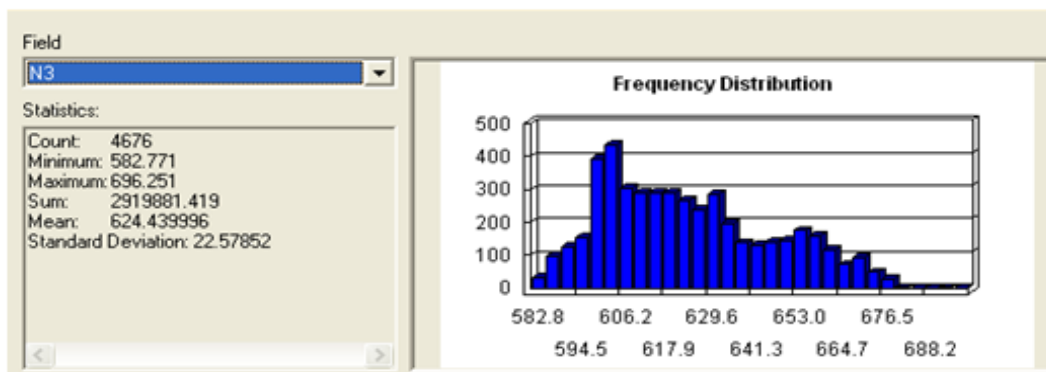 Field
N3
Statistics:
Count: 4676
Minimum: 582.771
Maximum: 696.251
Sum: 2919881.419
Mean: 624.439996
Standard Deviation: 22.57852
Frequency Distribution
500
400
300
200
100
0
582.8 606.2 629.6 653.0 676.5
594.5 617.9 641.3 664.7 688.2